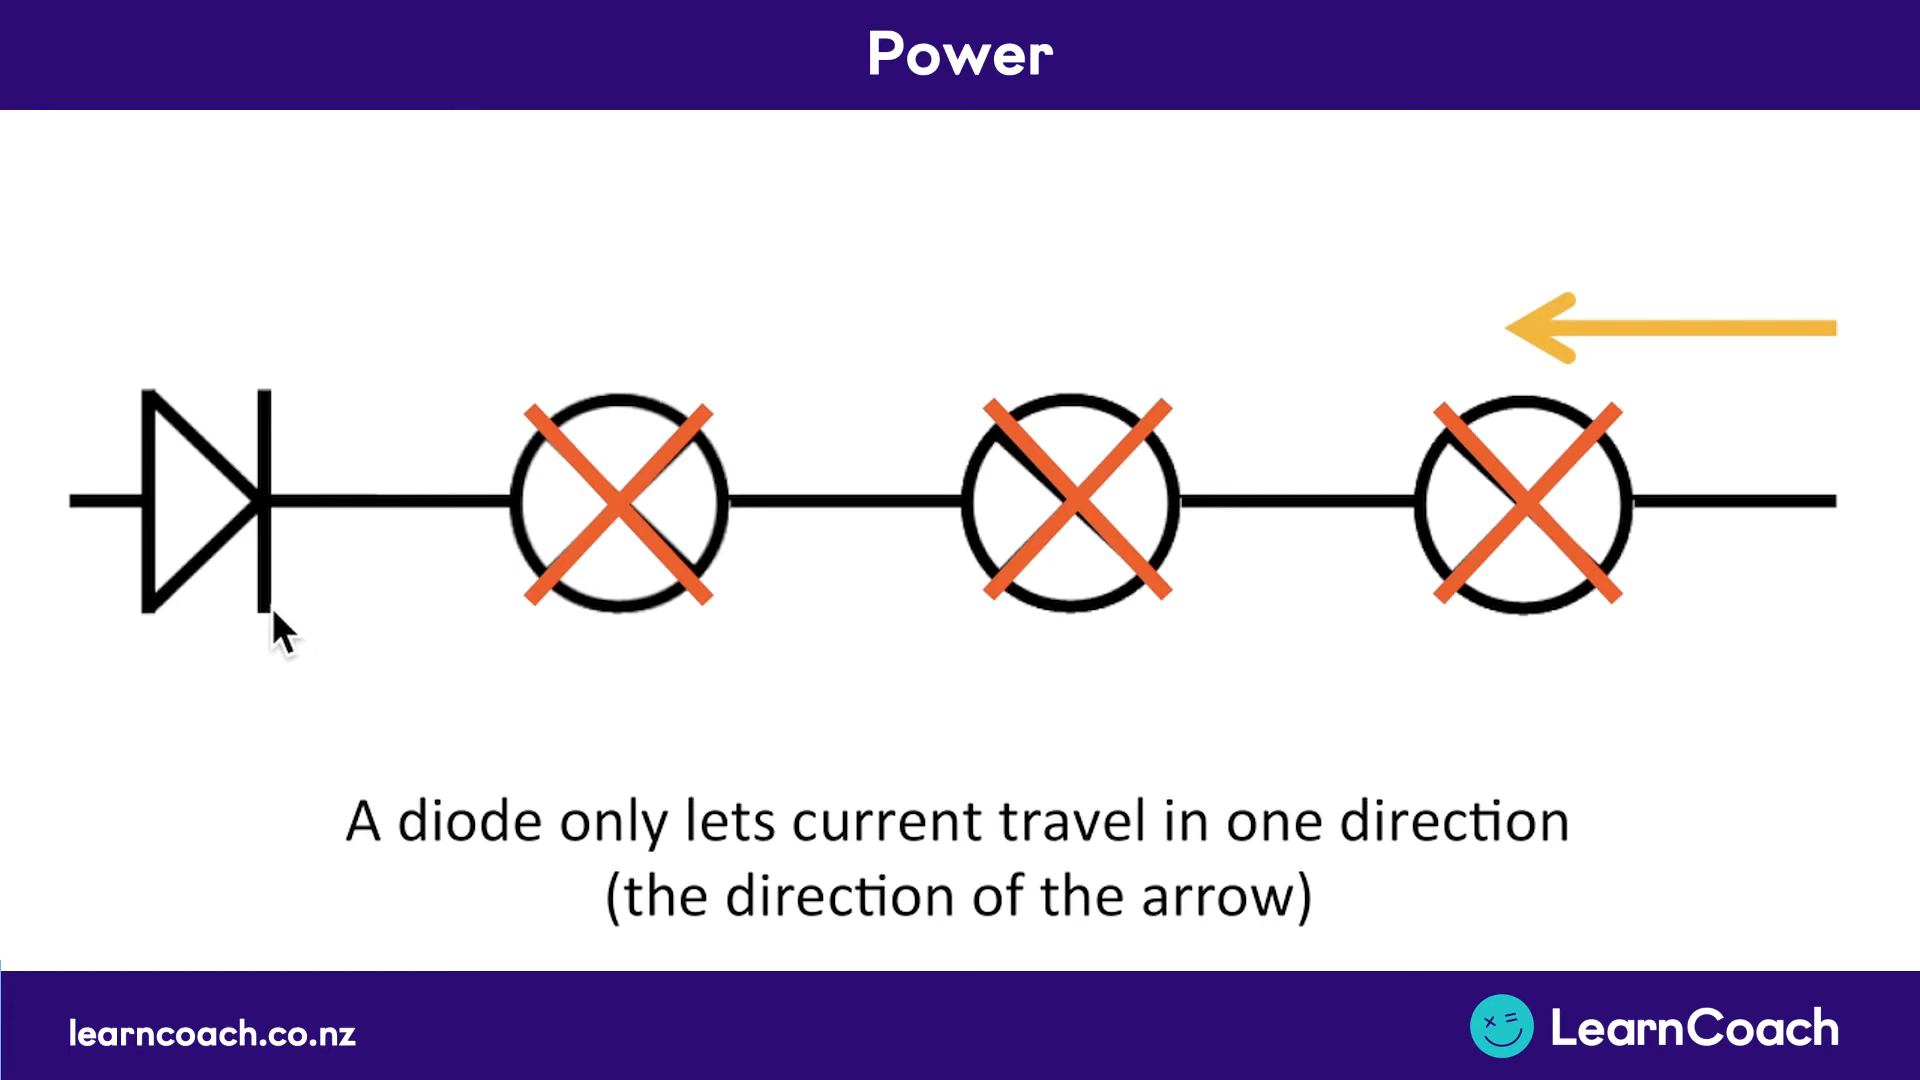 Power
A diode only lets current travel in one direction
(the direction of the arrow)
learncoach.co.nz
LearnCoach